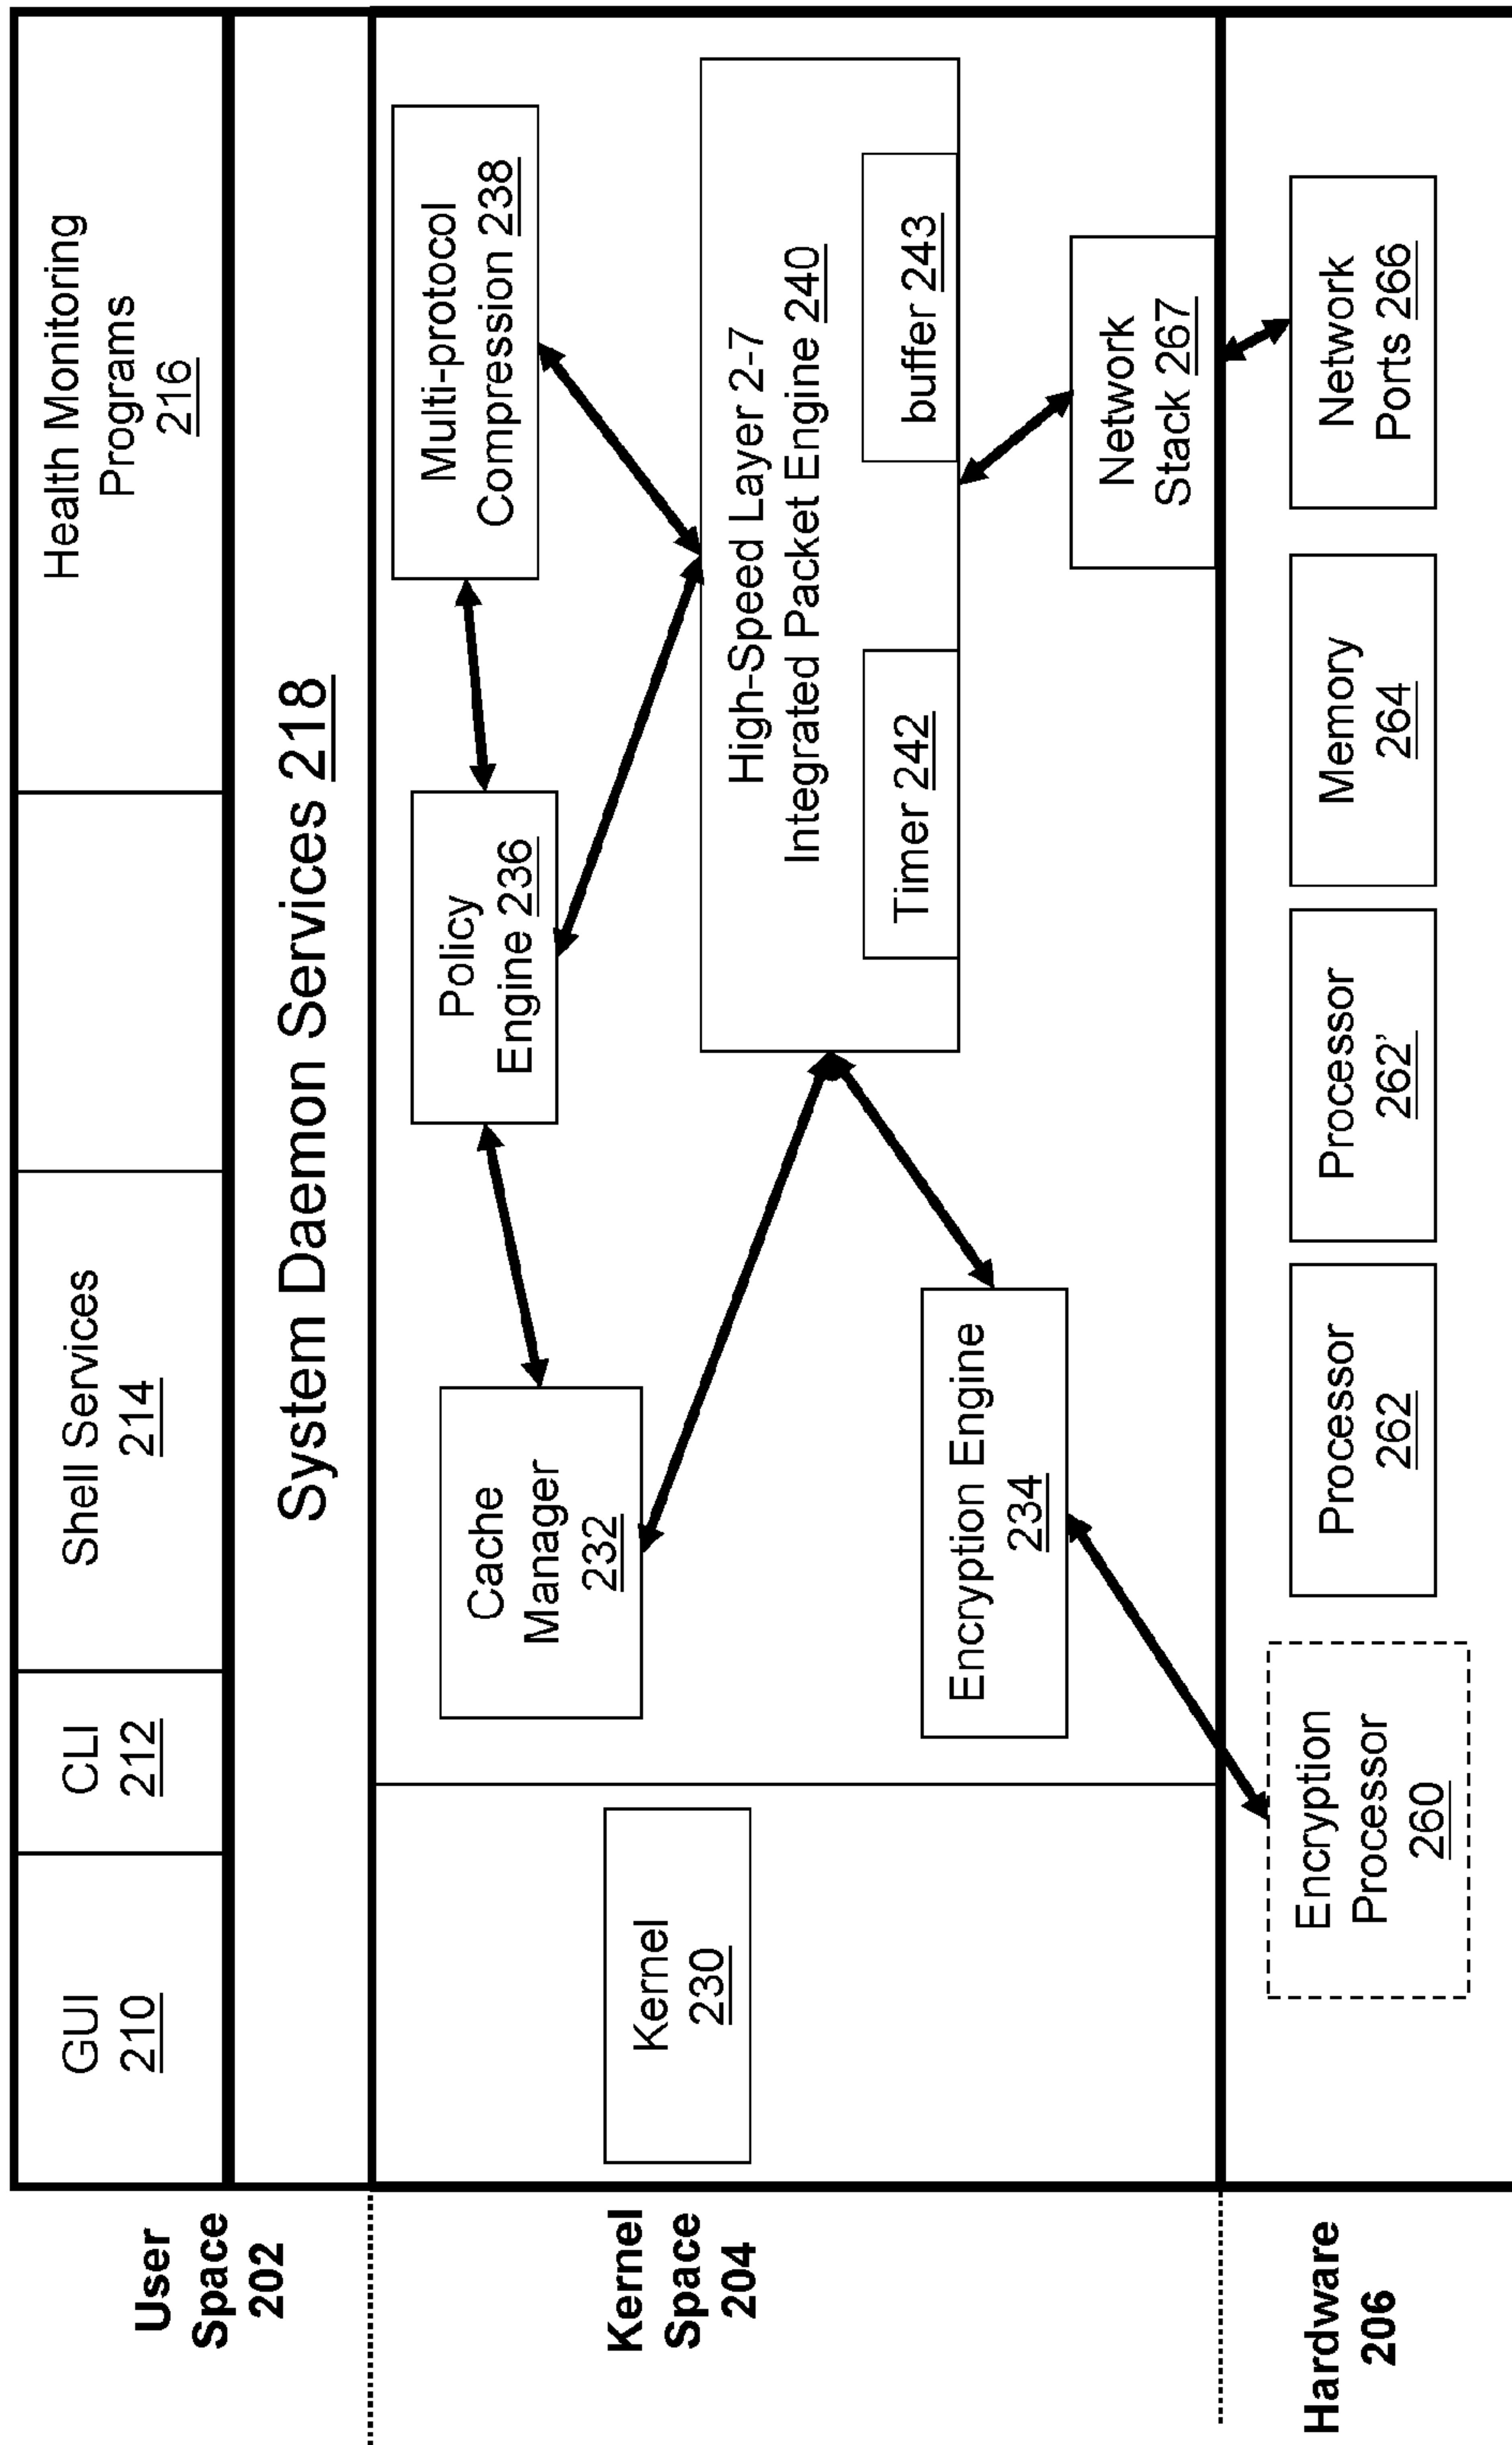 User
Space
202
GUI
210
CLI
212
Shell Services
214
Health Monitoring
Programs
216
System Daemon Services 218
Kernel
Space
204
Kernel
230
Cache
Manager
232
Policy
Engine 236
Multi-protocol
Compression 238
High-Speed Layer 2-7
Integrated Packet Engine 240
Timer 242
buffer 243
Encryption Engine
234
Network
Stack 267
Hardware
206
Encryption
Processor
260
Processor
262
Processor
262’
Memory
264
Network
Ports 266